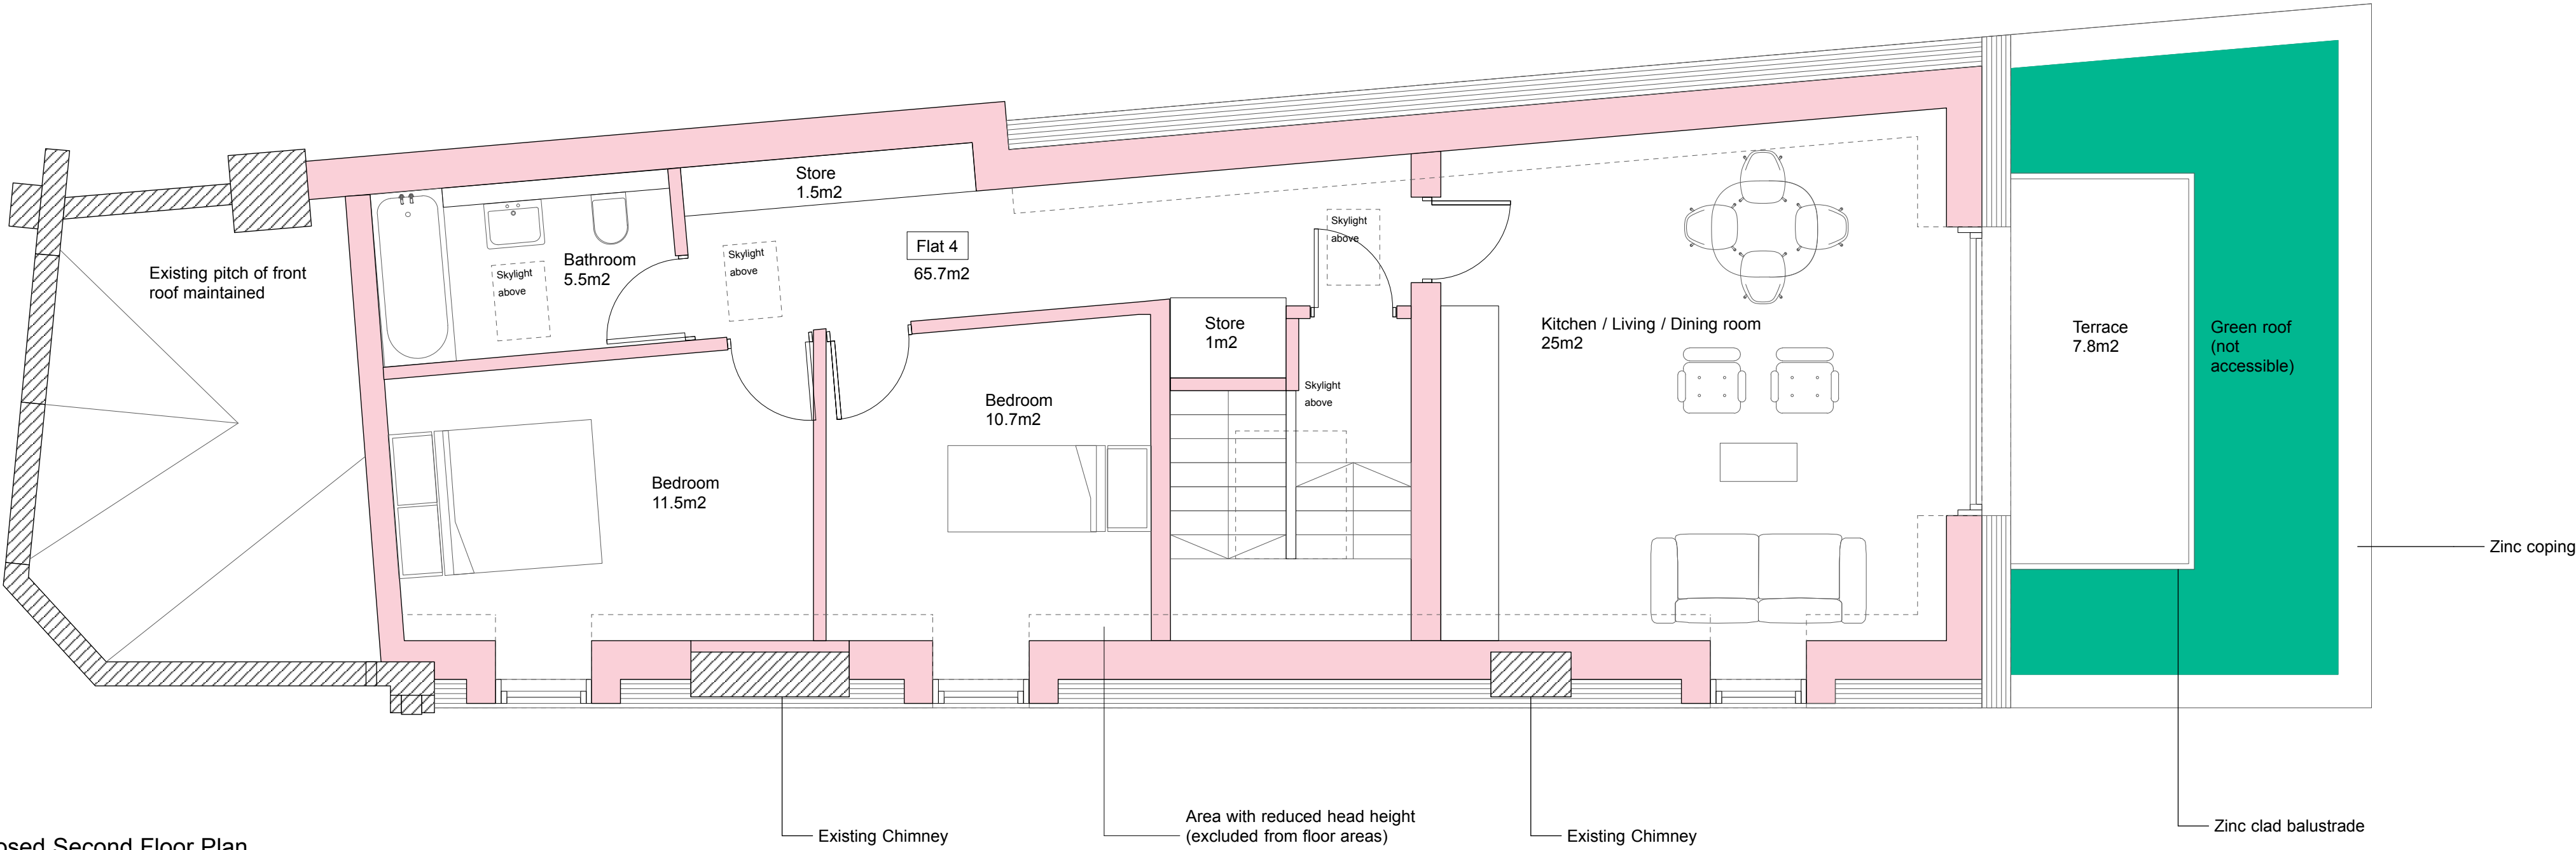 Store
1.5m2
Skylight
above
Flat 4
65.7m2
Skylight
above
Bathroom
5.5m2
Skylight
above
Existing pitch of front
roof maintained
Store
1m2
Kitchen / Living / Dining room
25m2
Terrace
7.8m2
Green roof
(not
accessible)
Skylight
above
Bedroom
10.7m2
Bedroom
11.5m2
Zinc coping
Area with reduced head height
(excluded from floor areas)
Existing Chimney
Existing Chimney
Zinc clad balustrade
osed Second Floor Plan